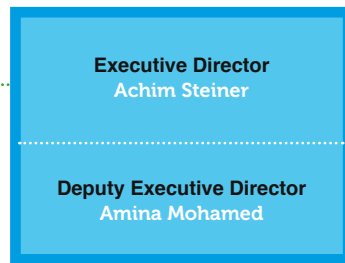 Executive Director
Achim Steiner
Deputy Executive Director
Amina Mohamed